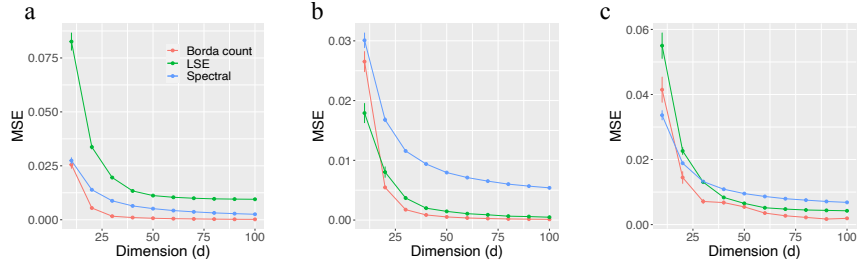 a
MSE
0.075
0.050
0.025
0.000
25
50
75
100
Dimension (d)
Borda count
LSE
Spectral
b
MSE
0.03
0.02
0.01
0.00
25
50
75
100
Dimension (d)
c
MSE
0.06
0.04
0.02
0.00
25
50
75
100
Dimension (d)